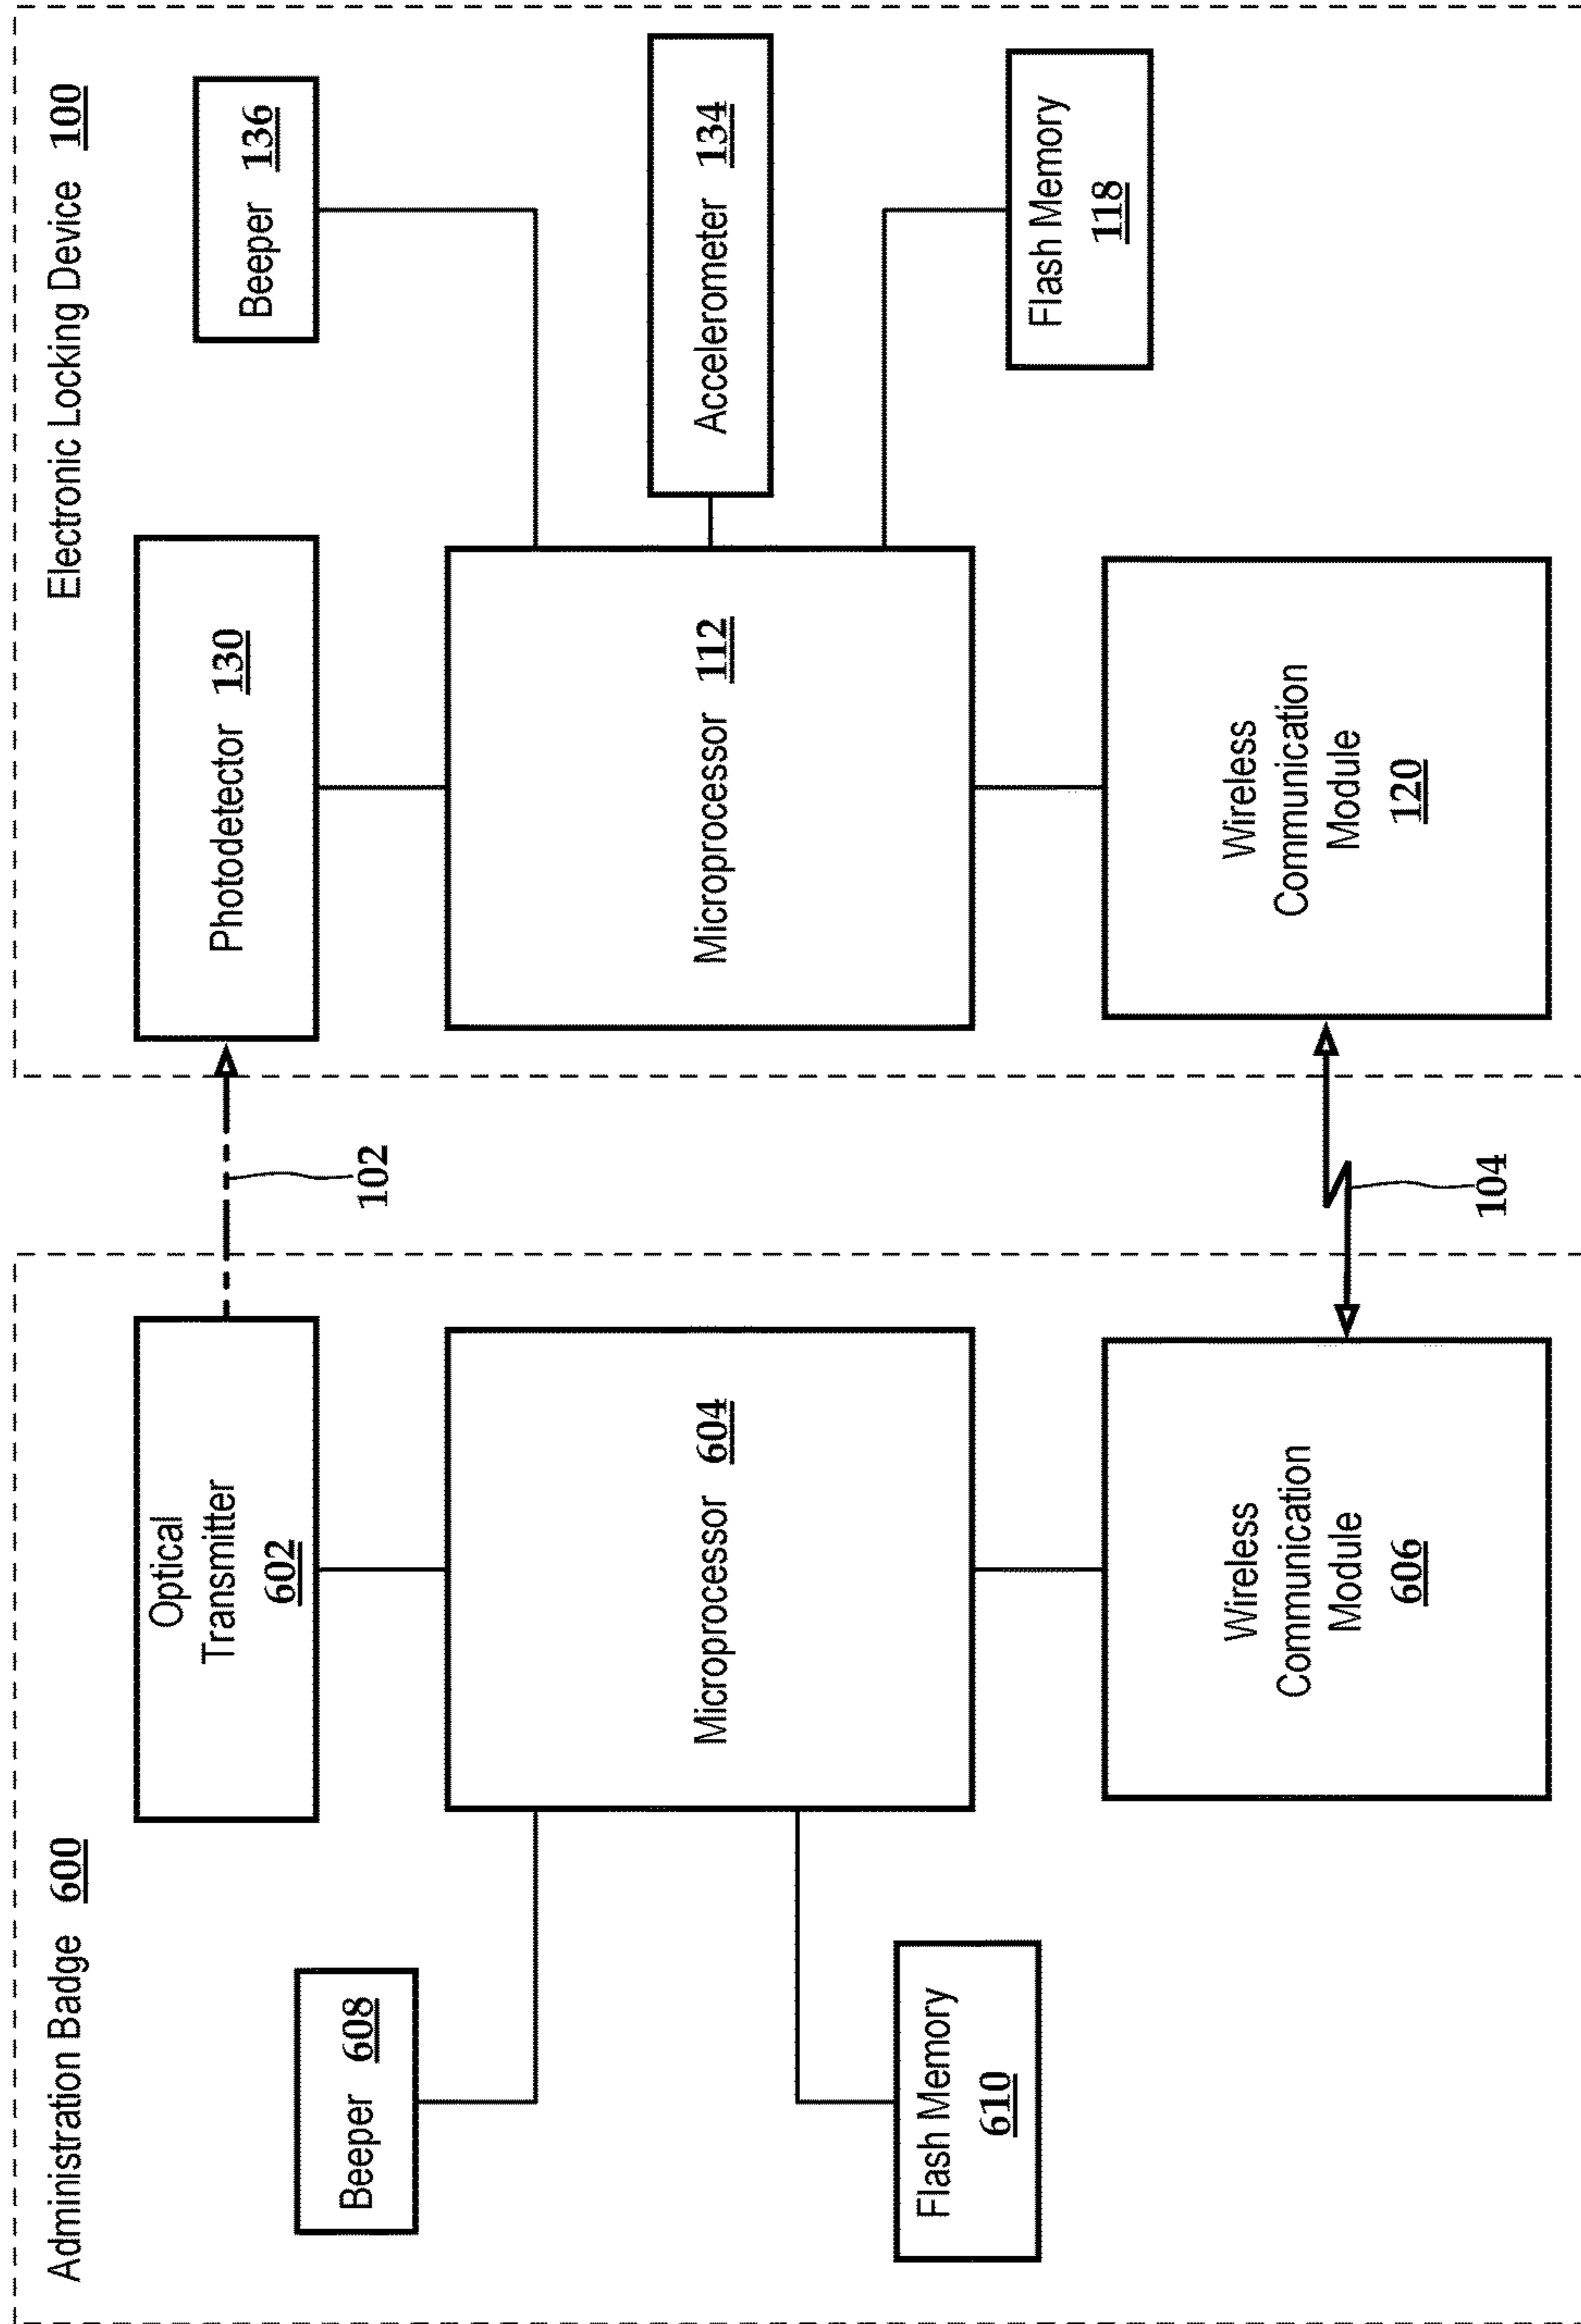 Administration Badge 600
Optical
Transmitter
602
Beeper 608
Microprocessor 604
Flash Memory
610
Wireless
Communication
Module
606
102
104
Electronic Locking Device 100
Photodetector 130
Beeper 136
Microprocessor 112
Accelerometer 134
Flash Memory
118
Wireless
Communication
Module
120